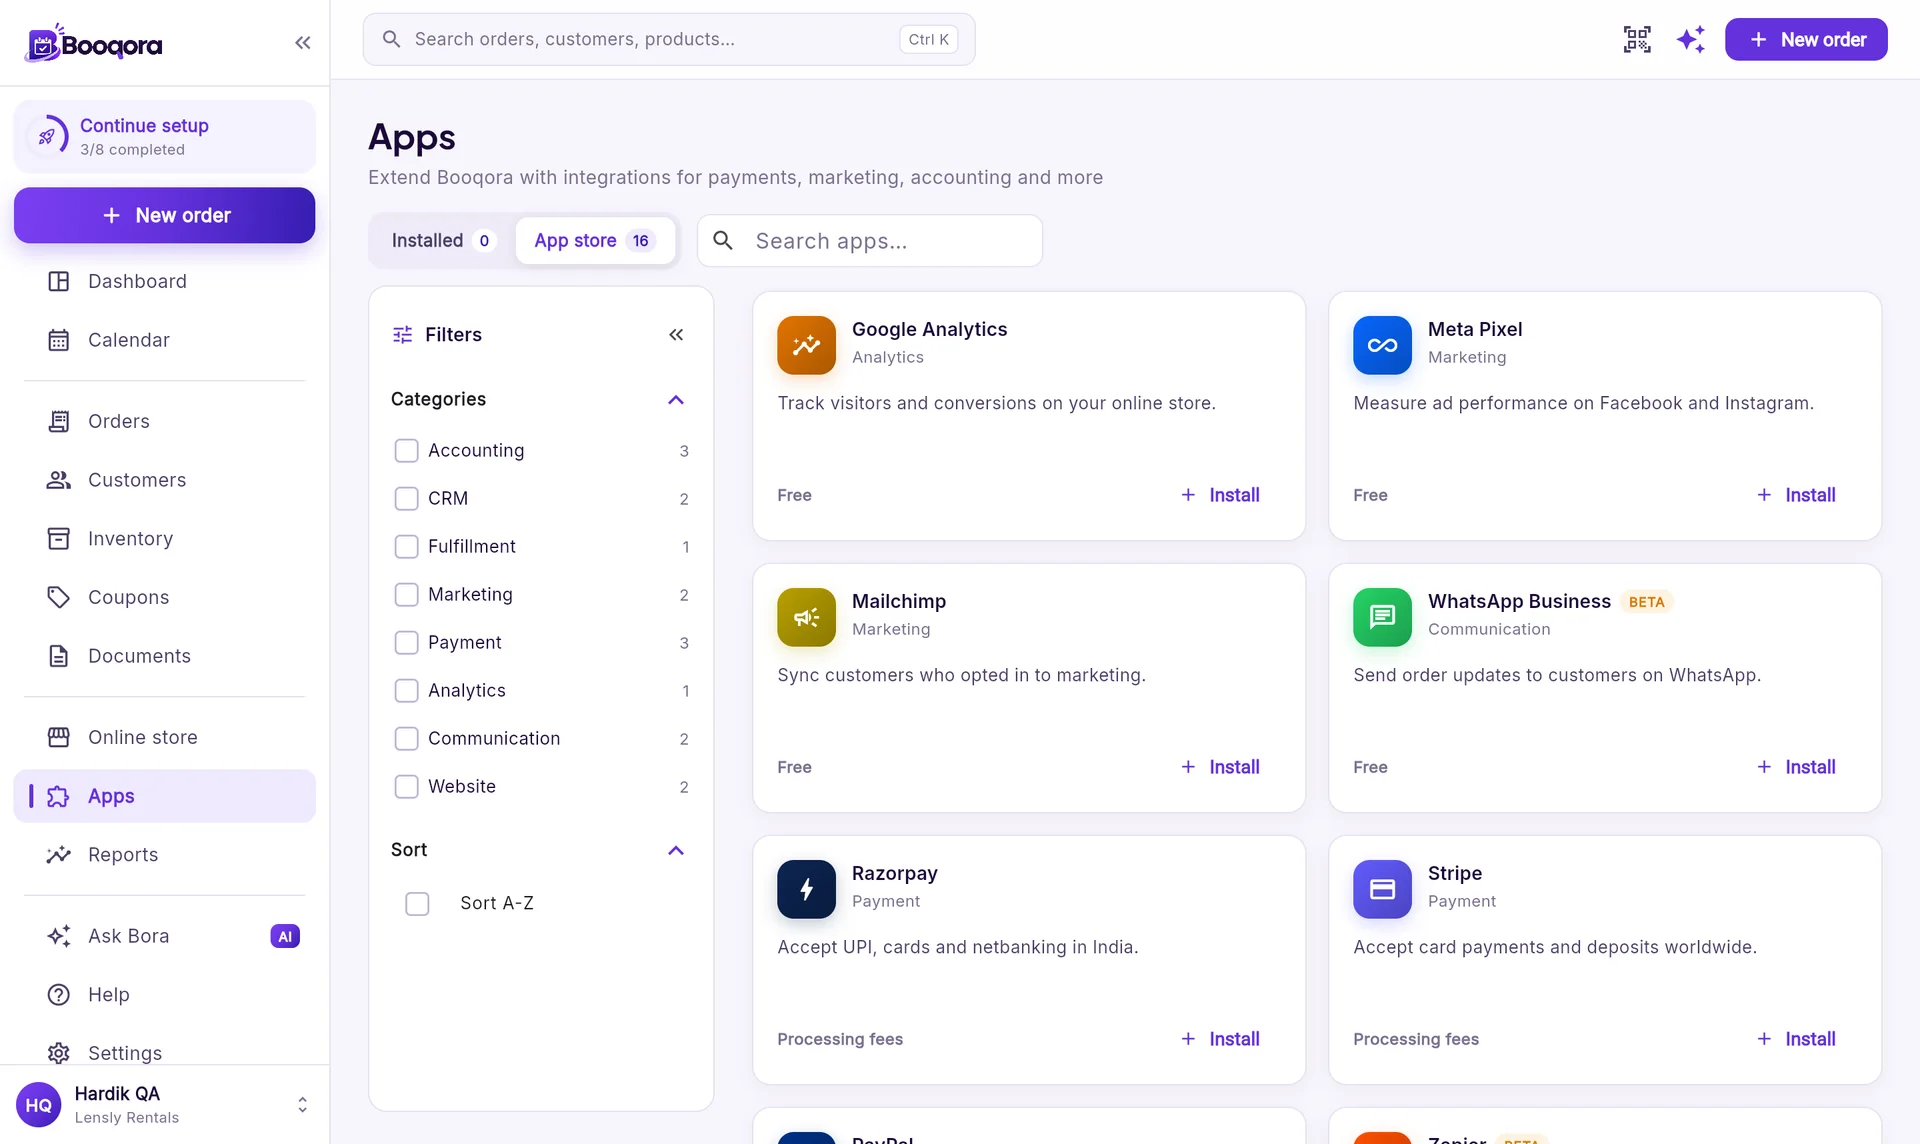 Booqora
Search orders, customers, products...
Ctrl K
New order
Continue setup
3/8 completed
New order
Dashboard
Calendar
Orders
Customers
Inventory
Coupons
Documents
Online store
Apps
Reports
Ask Bora
AI
Help
Settings
HQ
Hardik QA
Lensly Rentals
Apps
Extend Booqora with integrations for payments, marketing, accounting and more
Installed 0
App store 16
Search apps...
Filters
Categories
Accounting 3
CRM 2
Fulfillment 1
Marketing 2
Payment 3
Analytics 1
Communication 2
Website 2
Sort
Sort A-Z
Google Analytics
Analytics
Track visitors and conversions on your online store.
Free
Install
Meta Pixel
Marketing
Measure ad performance on Facebook and Instagram.
Free
Install
Mailchimp
Marketing
Sync customers who opted in to marketing.
Free
Install
WhatsApp Business BETA
Communication
Send order updates to customers on WhatsApp.
Free
Install
Razorpay
Payment
Accept UPI, cards and netbanking in India.
Processing fees
Install
Stripe
Payment
Accept card payments and deposits worldwide.
Processing fees
Install
PayPal
Zapier BETA